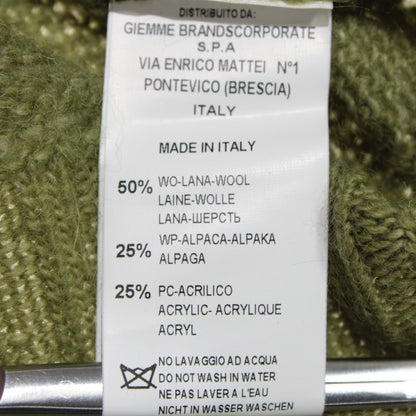 DISTRIBUITO DA:
GIEMME BRANDSCORPORATE
S.P.A
VIA ENRICO MATTEI N°1
PONTEVICO (BRESCIA)
ITALY
MADE IN ITALY
50% WO-LANA-WOOL
LAINE-WOLLE
LANA-ШЕРСТЬ
25% WP-ALPACA-ALPAKA
ALPAGA
25% PC-ACRILICO
ACRYLIC- ACRYLIQUE
ACRYL
NO LAVAGGIO AD ACQUA
DO NOT WASH IN WATER
NE PAS LAVER A L'EAU
NICHT IN WASSER WASCHEN